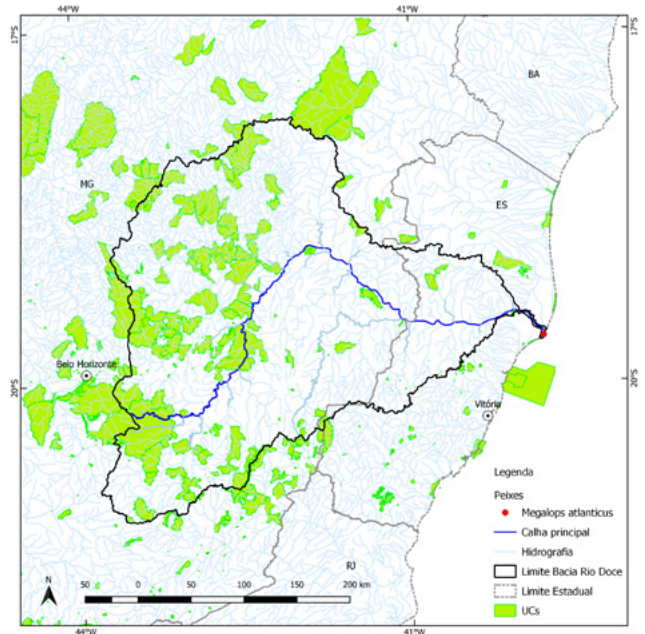 44°W
41°W
17°S
17°S
BA
MG
ES
Belo Horizonte
20°S
20°S
Vitória
Legenda
Peixes
Megalops atlanticus
Calha principal
Hidrografia
Limite Bacia Rio Doce
Limite Estadual
UCs
RJ
N
50 0 50 100 150 200 km
44°W
41°W